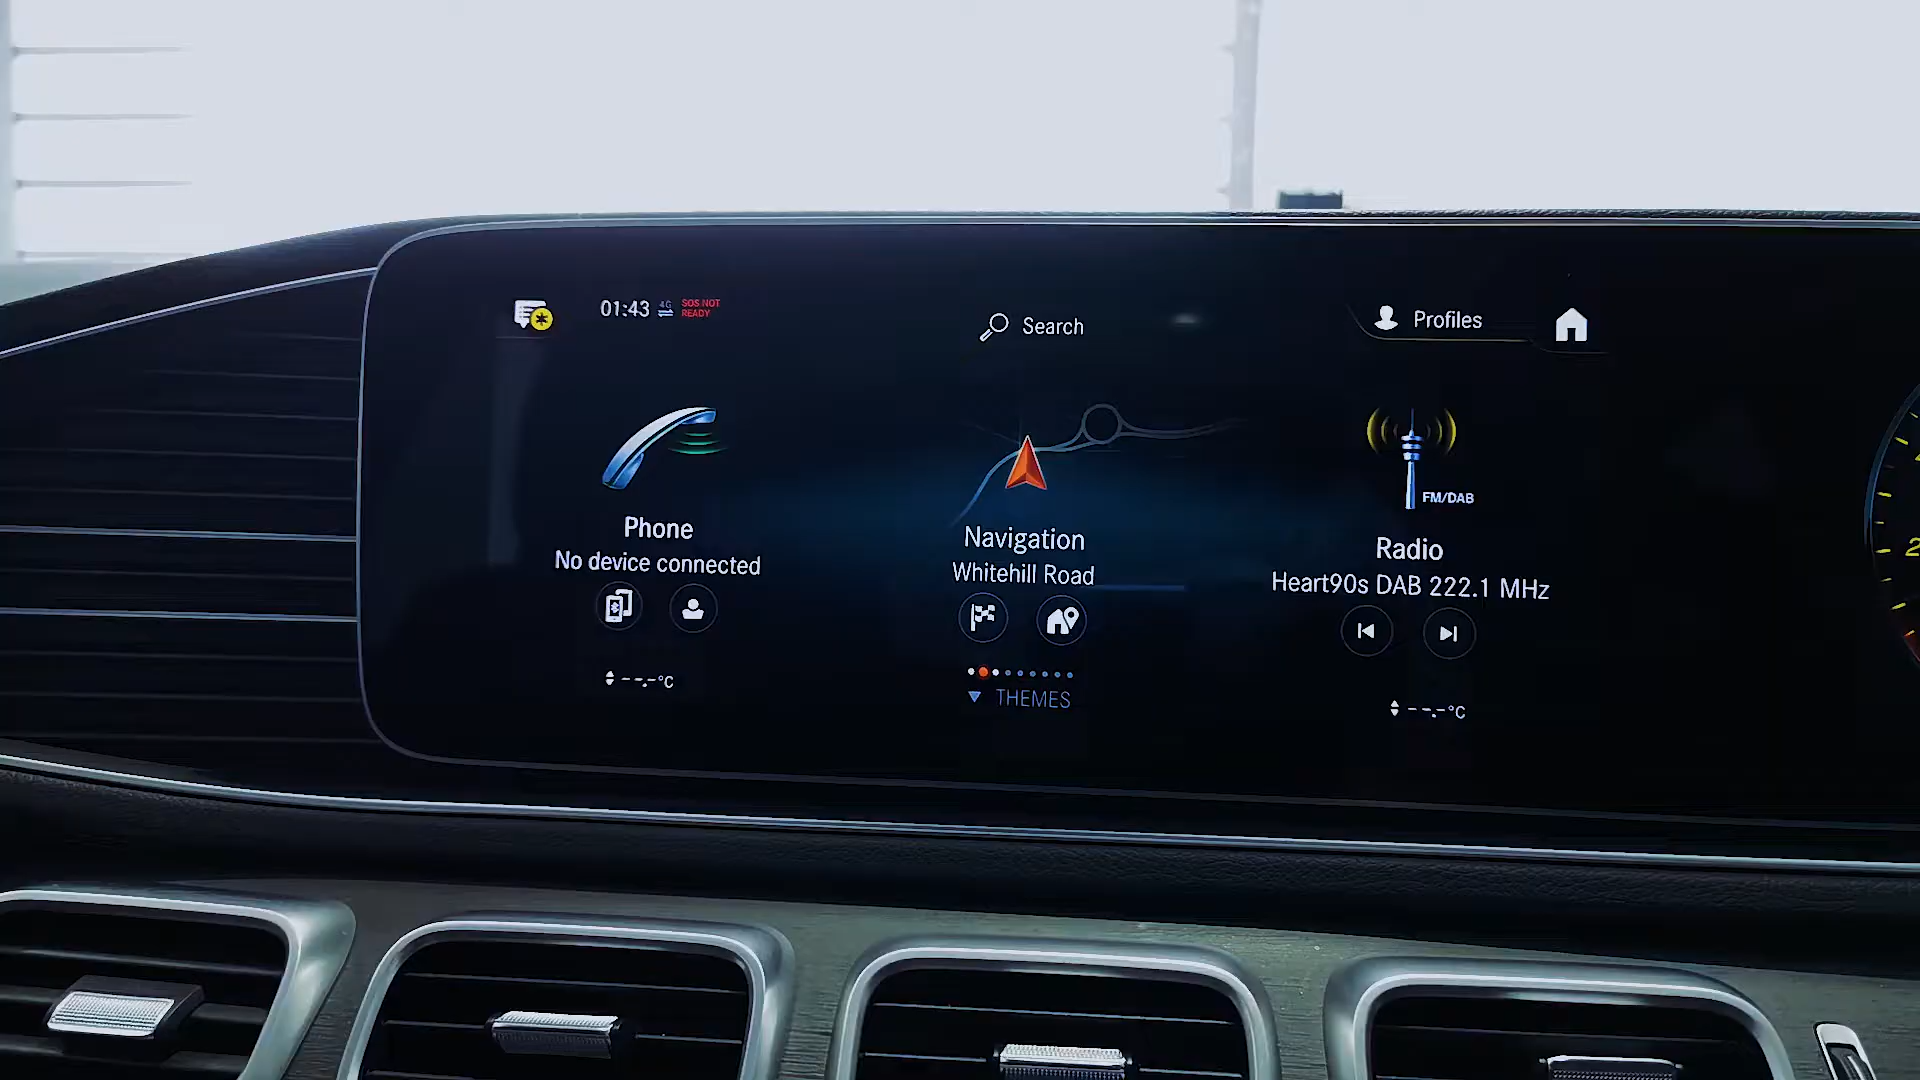 01:43
4G
SOS NOT
READY
Search
Profiles
FM/DAB
Phone
No device connected
Navigation
Whitehill Road
Radio
Heart90s DAB 222.1 MHz
--.-°C
THEMES
--.-°C
2